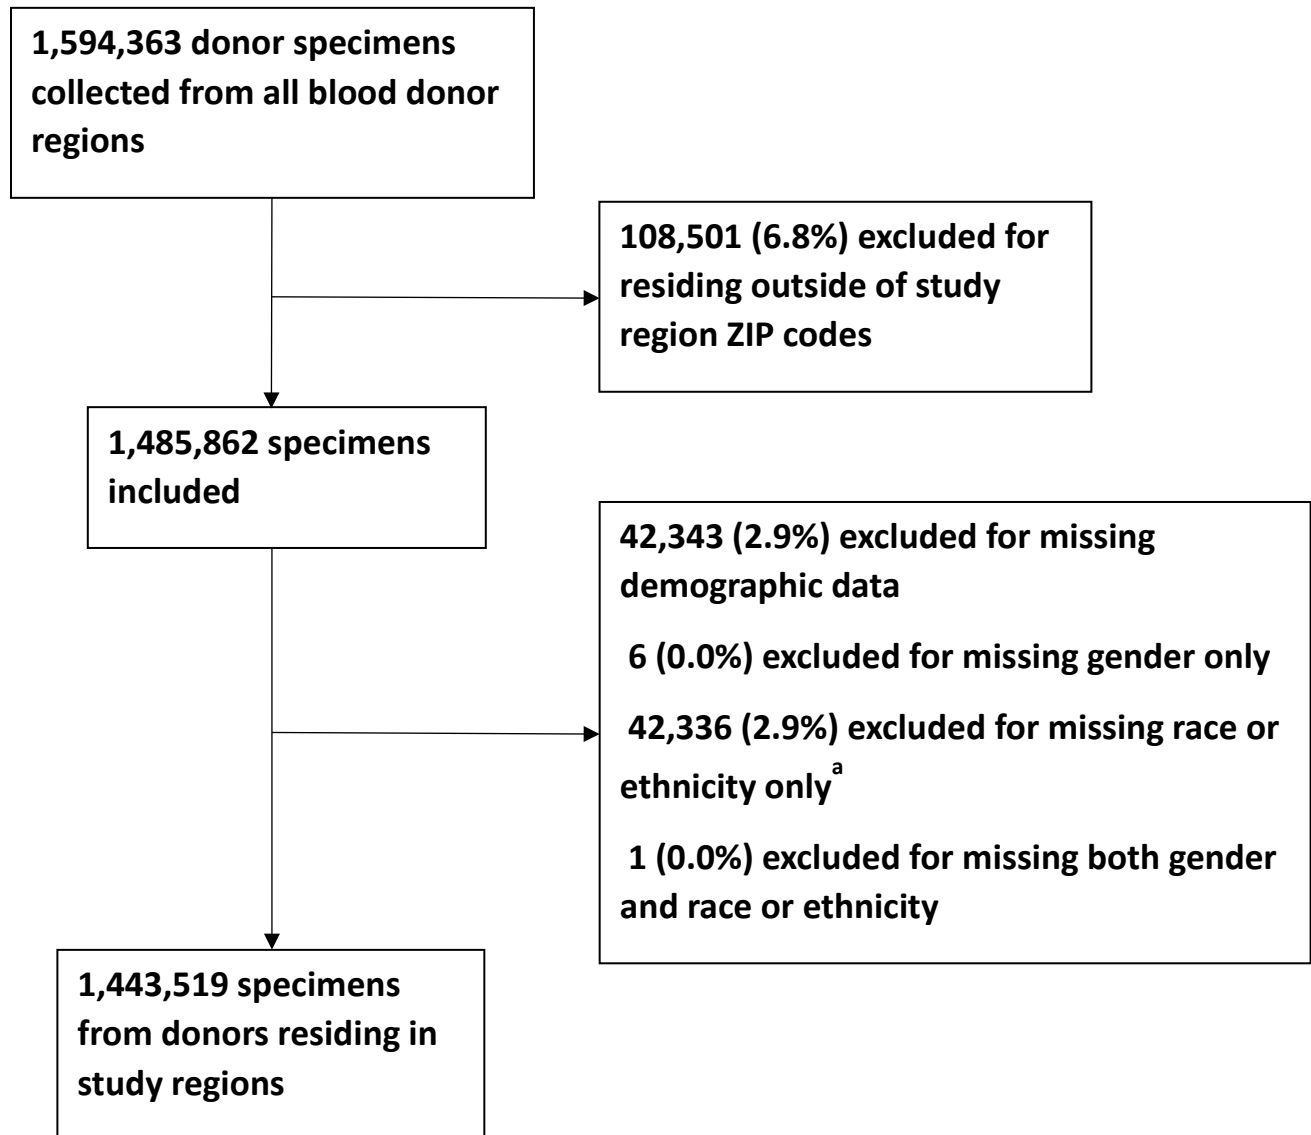 1,594,363 donor specimens
collected from all blood donor
regions
108,501 (6.8%) excluded for
residing outside of study
region ZIP codes
1,485,862 specimens
included
42,343 (2.9%) excluded for missing
demographic data
6 (0.0%) excluded for missing gender only
42,336 (2.9%) excluded for missing race or
ethnicity onlyᵃ
1 (0.0%) excluded for missing both gender
and race or ethnicity
1,443,519 specimens
from donors residing in
study regions